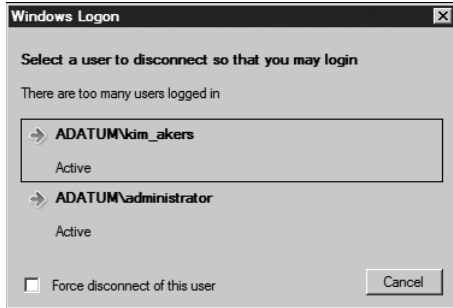 Windows Logon
Select a user to disconnect so that you may login
There are too many users logged in
ADATUM\kim_akers
Active
ADATUM\administrator
Active
Force disconnect of this user
Cancel